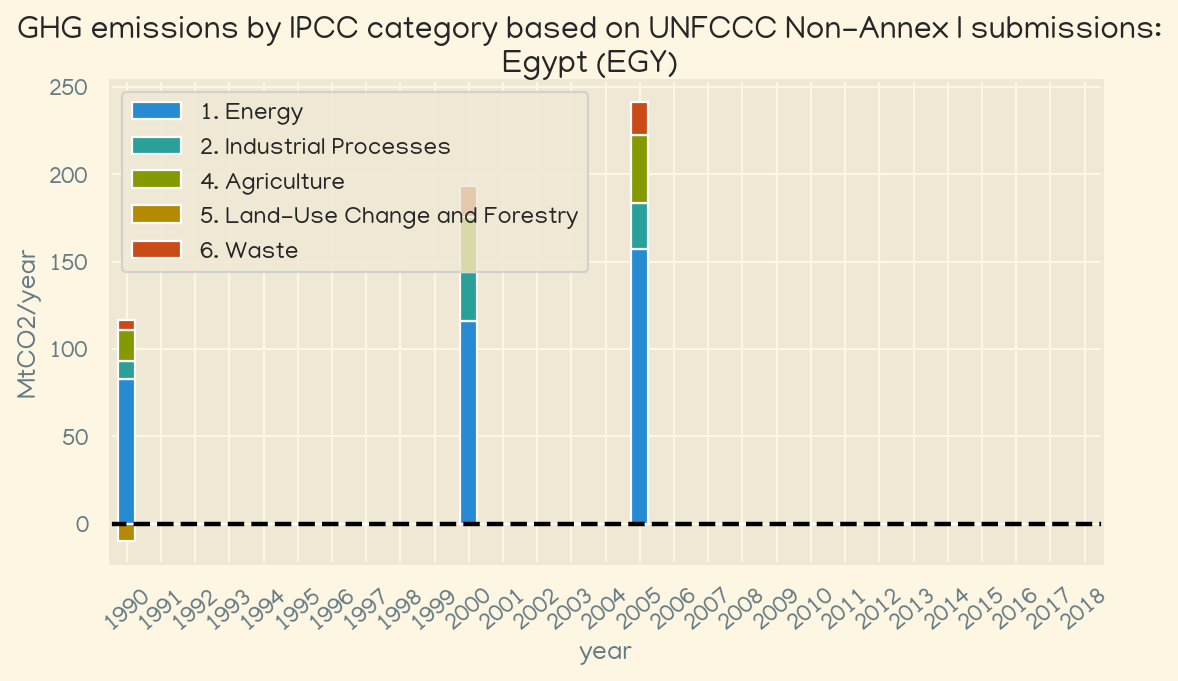 GHG emissions by IPCC category based on UNFCCC Non-Annex I submissions:
Egypt (EGY)
250
200
150
100
50
0
MtCO2/year
1. Energy
2. Industrial Processes
4. Agriculture
5. Land-Use Change and Forestry
6. Waste
1990 1991 1992 1993 1994 1995 1996 1997 1998 1999 2000 2001 2002 2003 2004 2005 2006 2007 2008 2009 2010 2011 2012 2013 2014 2015 2016 2017 2018
year